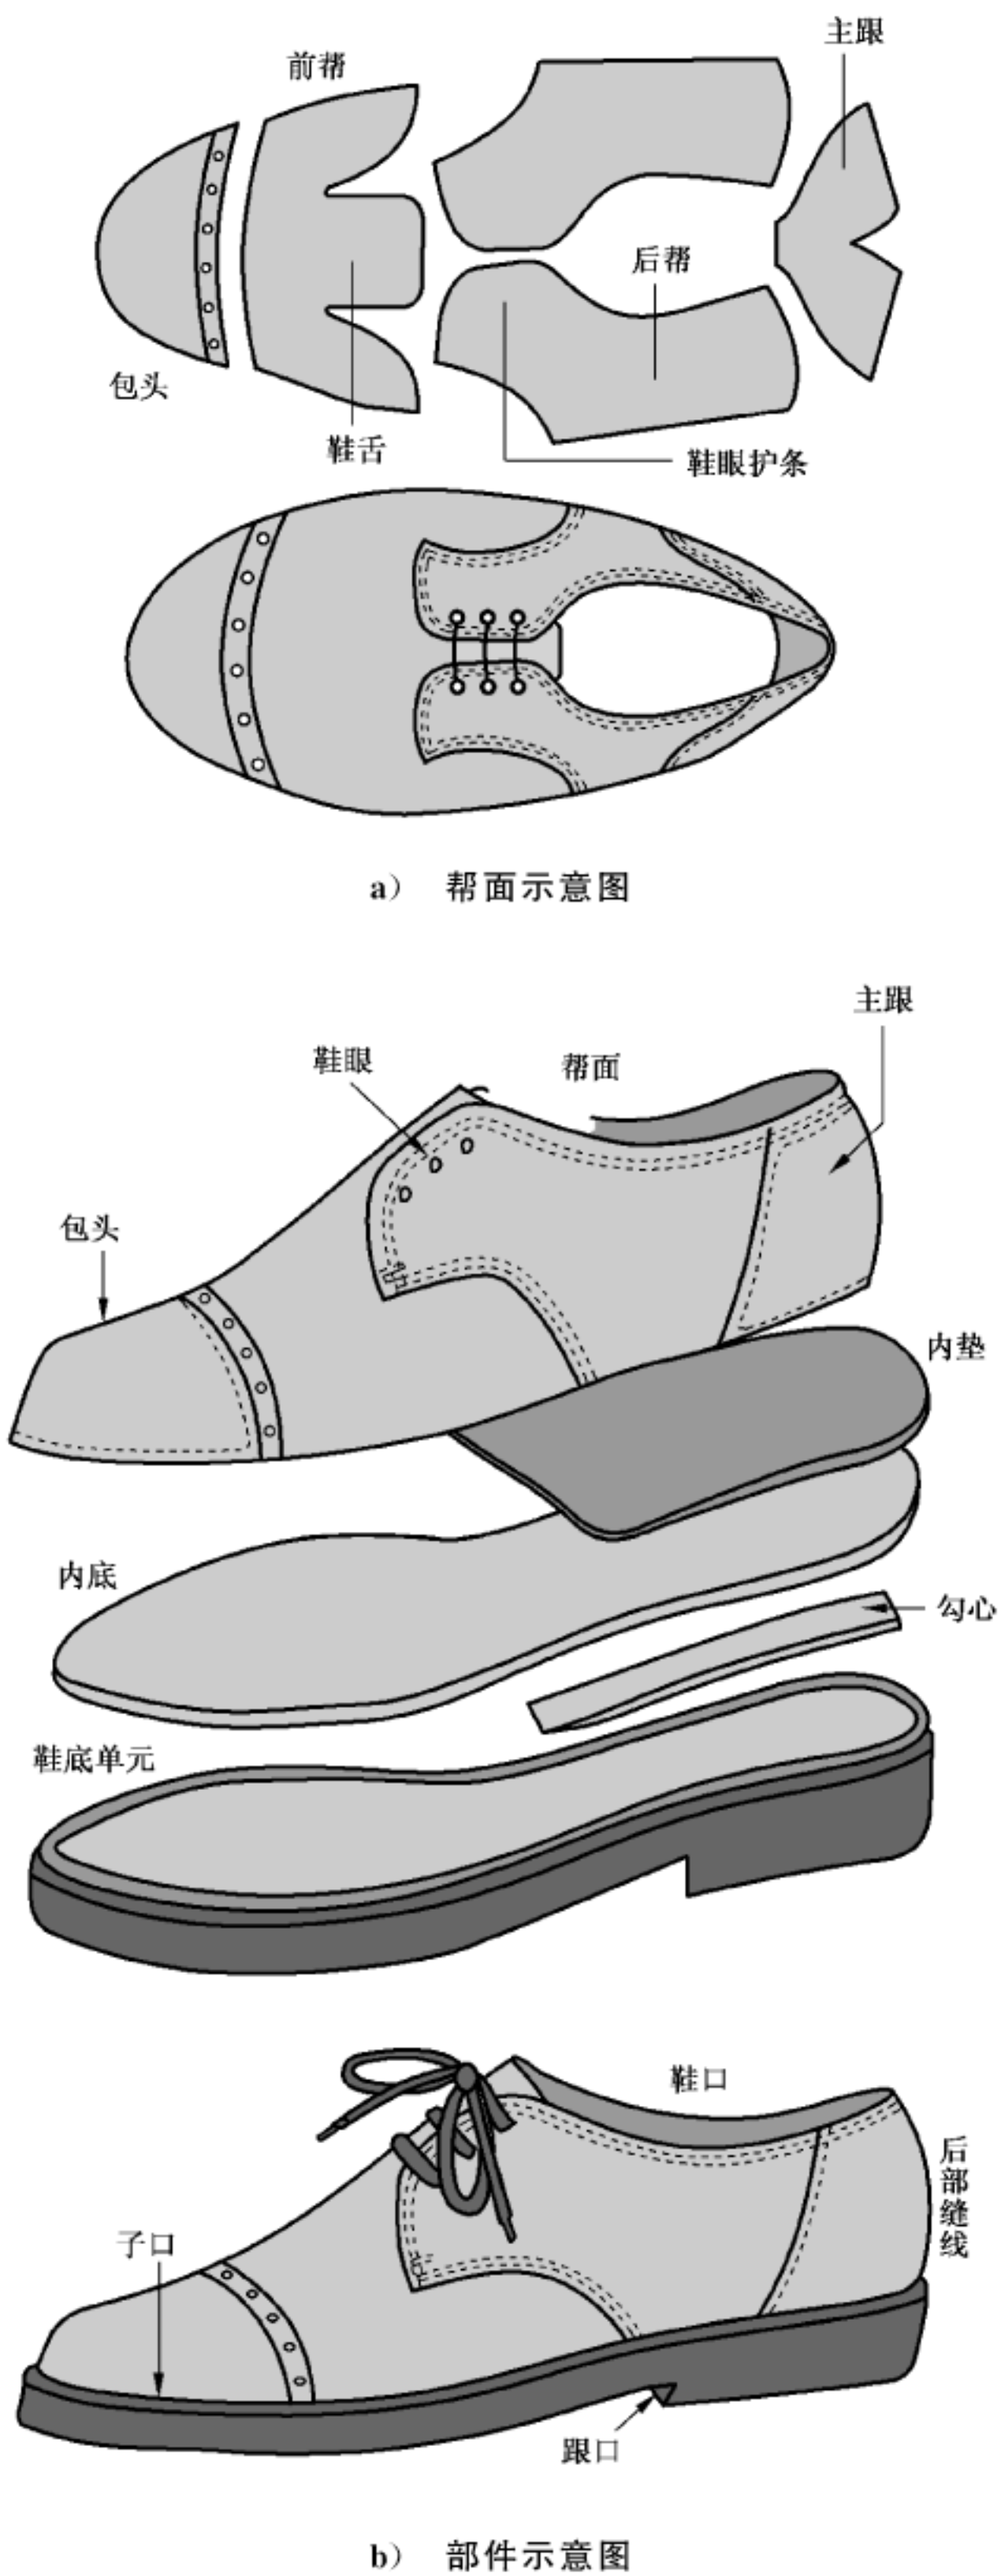 主跟
前帮
后帮
包头
鞋舌
鞋眼护条
a） 帮面示意图
主跟
鞋眼
帮面
包头
内垫
内底
勾心
鞋底单元
鞋口
后部缝线
子口
跟口
b） 部件示意图